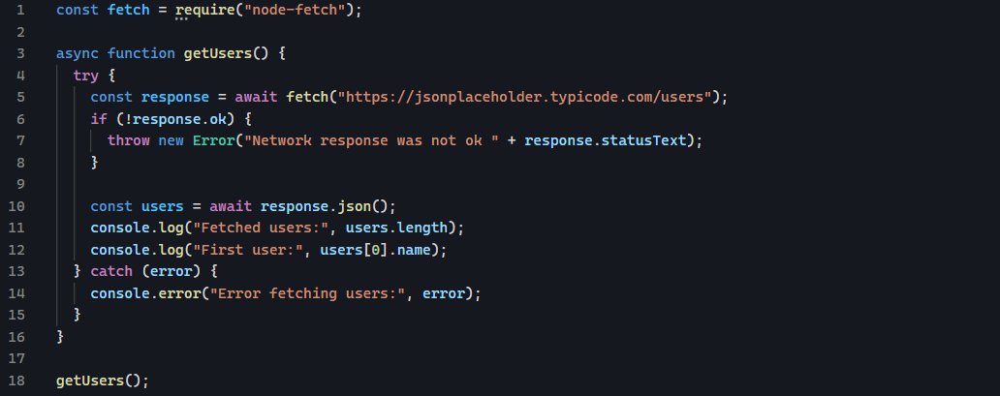 1 const fetch = require("node-fetch");
2
3 async function getUsers() {
4   try {
5     const response = await fetch("https://jsonplaceholder.typicode.com/users");
6     if (!response.ok) {
7       throw new Error("Network response was not ok " + response.statusText);
8     }
9
10     const users = await response.json();
11     console.log("Fetched users:", users.length);
12     console.log("First user:", users[0].name);
13   } catch (error) {
14     console.error("Error fetching users:", error);
15   }
16 }
17
18 getUsers();